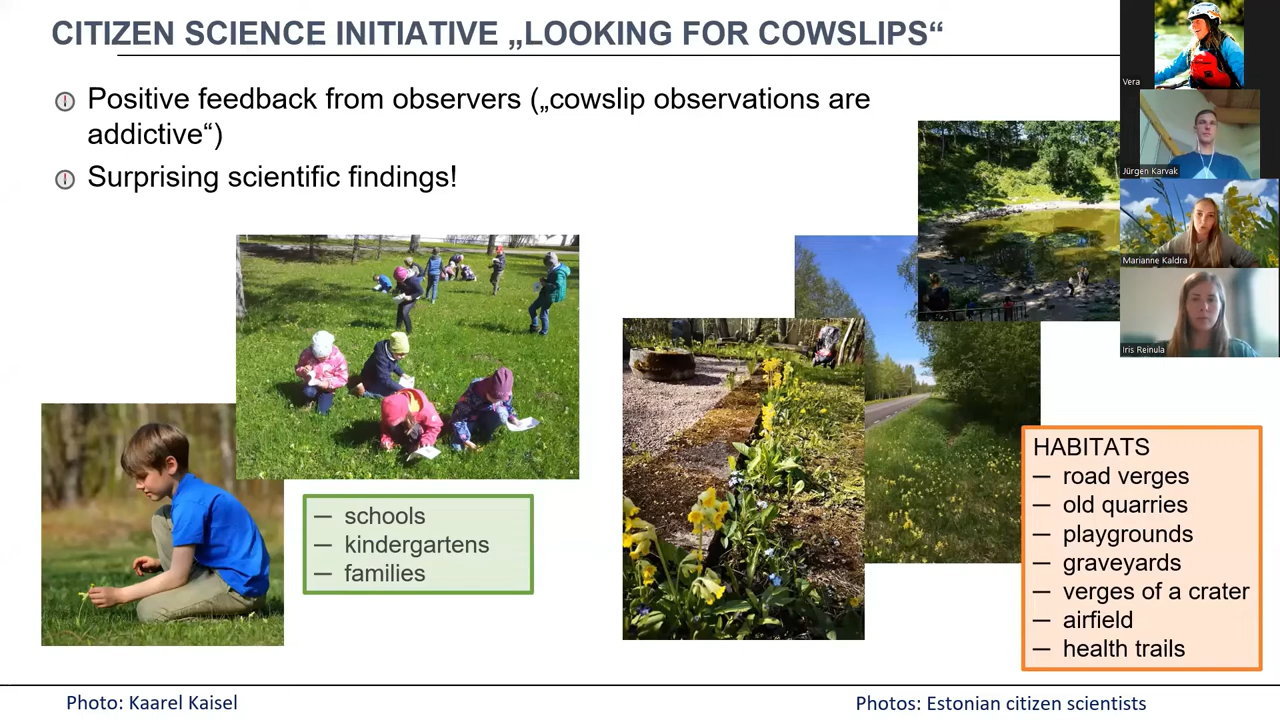 CITIZEN SCIENCE INITIATIVE „LOOKING FOR COWSLIPS“
Positive feedback from observers („cowslip observations are
addictive“)
Surprising scientific findings!
— schools
— kindergartens
— families
HABITATS
— road verges
— old quarries
— playgrounds
— graveyards
— verges of a crater
— airfield
— health trails
Photo: Kaarel Kaisel
Photos: Estonian citizen scientists
Vera
Jürgen Karvak
Marianne Kaldra
Iris Reinula